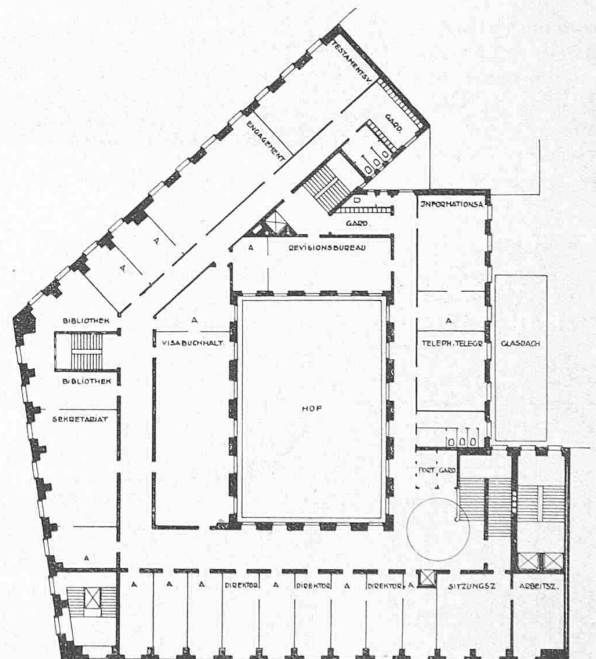 TESTAMENTSV.
GARD.
ENGAGEMENT
A
A
GARD.
INFORMATIONSA
A
REVISIONSBUREAU
BIBLIOTHEK
A
VISABUCHHALT.
A
TELEPH. TELEGR.
GLASDACH
BIBLIOTHEK
SEKRETARIAT
HOF
PORT. GARD.
A
A
A
A
DIREKTOR
DIREKTOR
A
DIREKTOR
A
SITZUNGSZ.
ARBEITSZ.